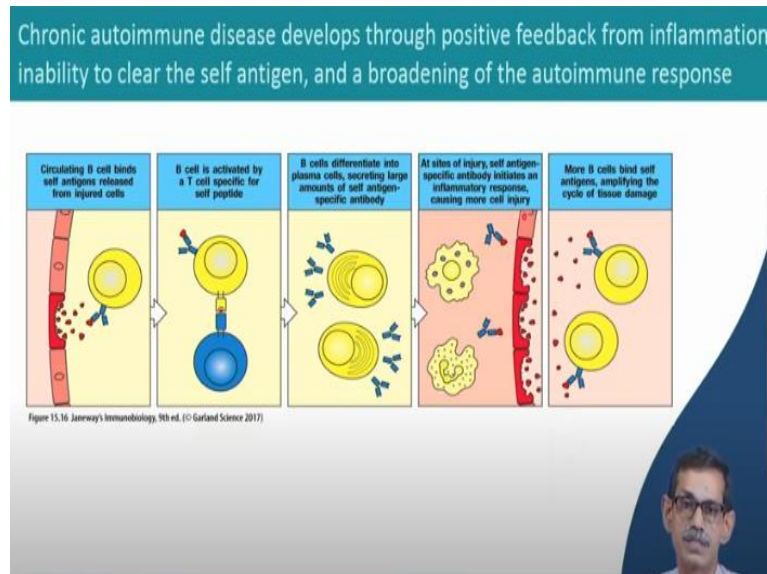 Chronic autoimmune disease develops through positive feedback from inflammation
inability to clear the self antigen, and a broadening of the autoimmune response
Circulating B cell binds
self antigens released
from injured cells
B cell is activated by
a T cell specific for
self peptide
B cells differentiate into
plasma cells, secreting large
amounts of self antigen-
specific antibody
At sites of injury, self antigen-
specific antibody initiates an
inflammatory response,
causing more cell injury
More B cells bind self
antigens, amplifying the
cycle of tissue damage
Figure 15.16 Janeway's Immunobiology, 9th ed. (© Garland Science 2017)